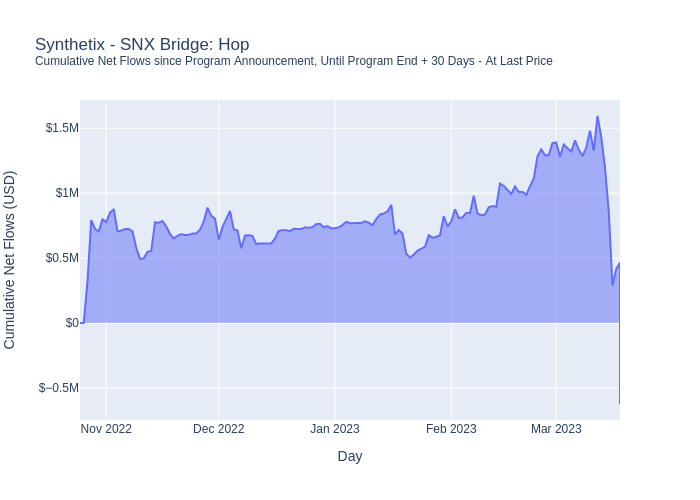 Synthetix - SNX Bridge: Hop
Cumulative Net Flows since Program Announcement, Until Program End + 30 Days - At Last Price
Cumulative Net Flows (USD)
$1.5M
$1M
$0.5M
$0
$−0.5M
Nov 2022
Dec 2022
Jan 2023
Feb 2023
Mar 2023
Day